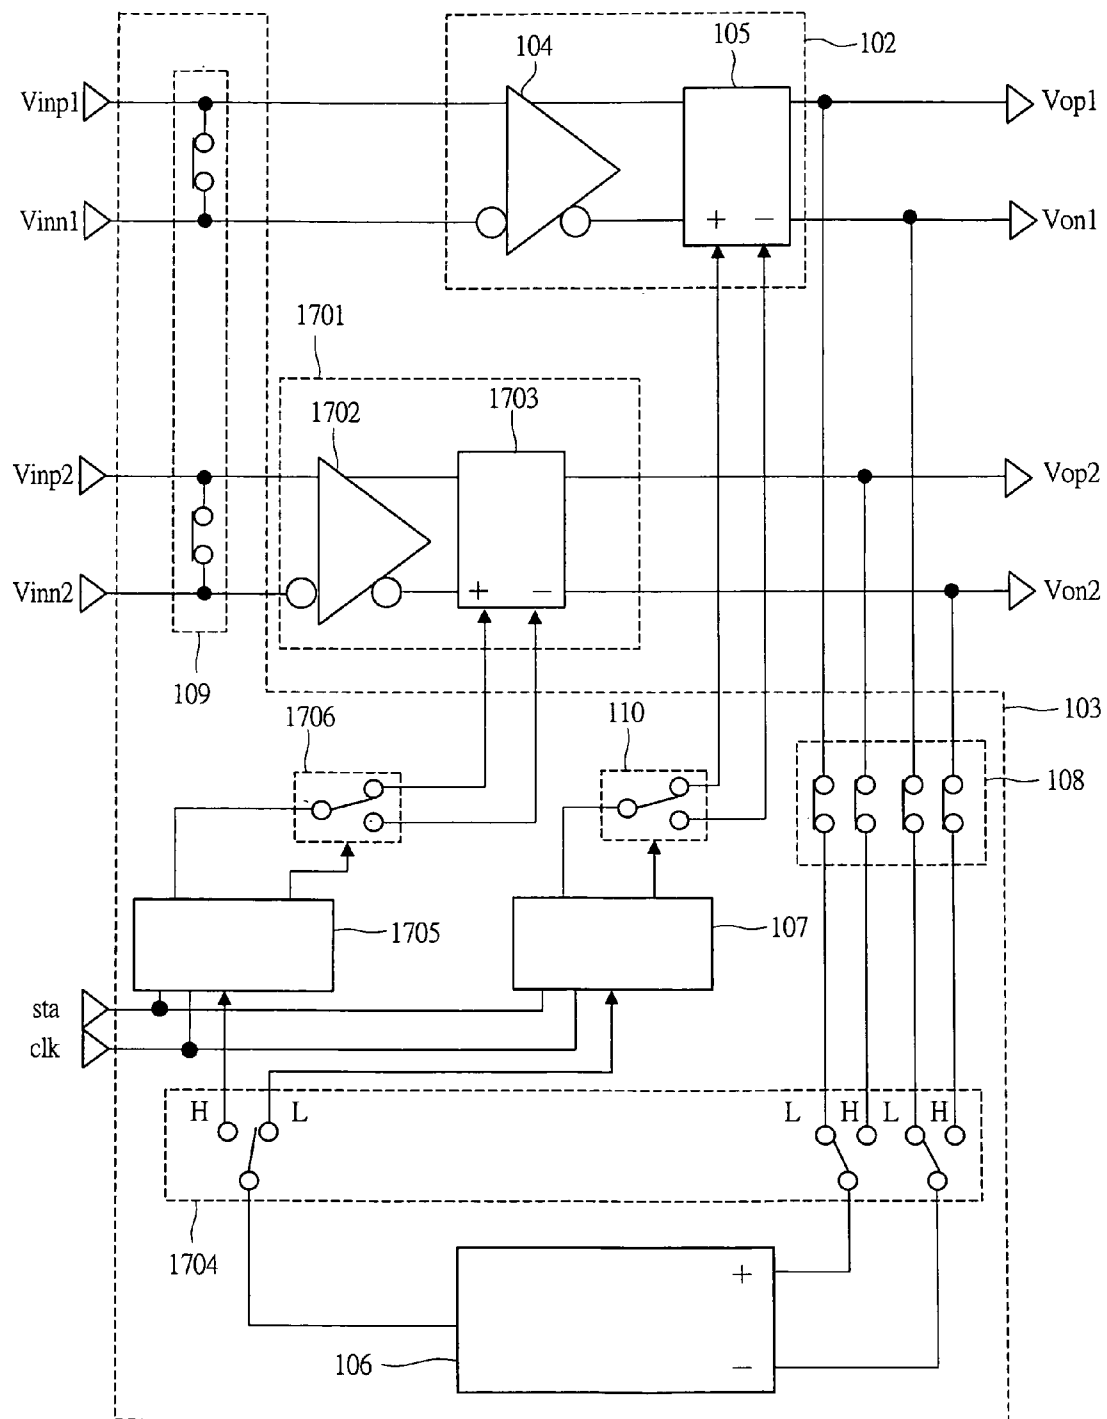 104
105
102
Vinp1
Vop1
Vinn1
+ −
Von1
1701
1702
1703
Vinp2
Vop2
Vinn2
+ −
Von2
109
1706
110
103
108
1705
107
sta
clk
H L
L H L H
1704
+
106
−